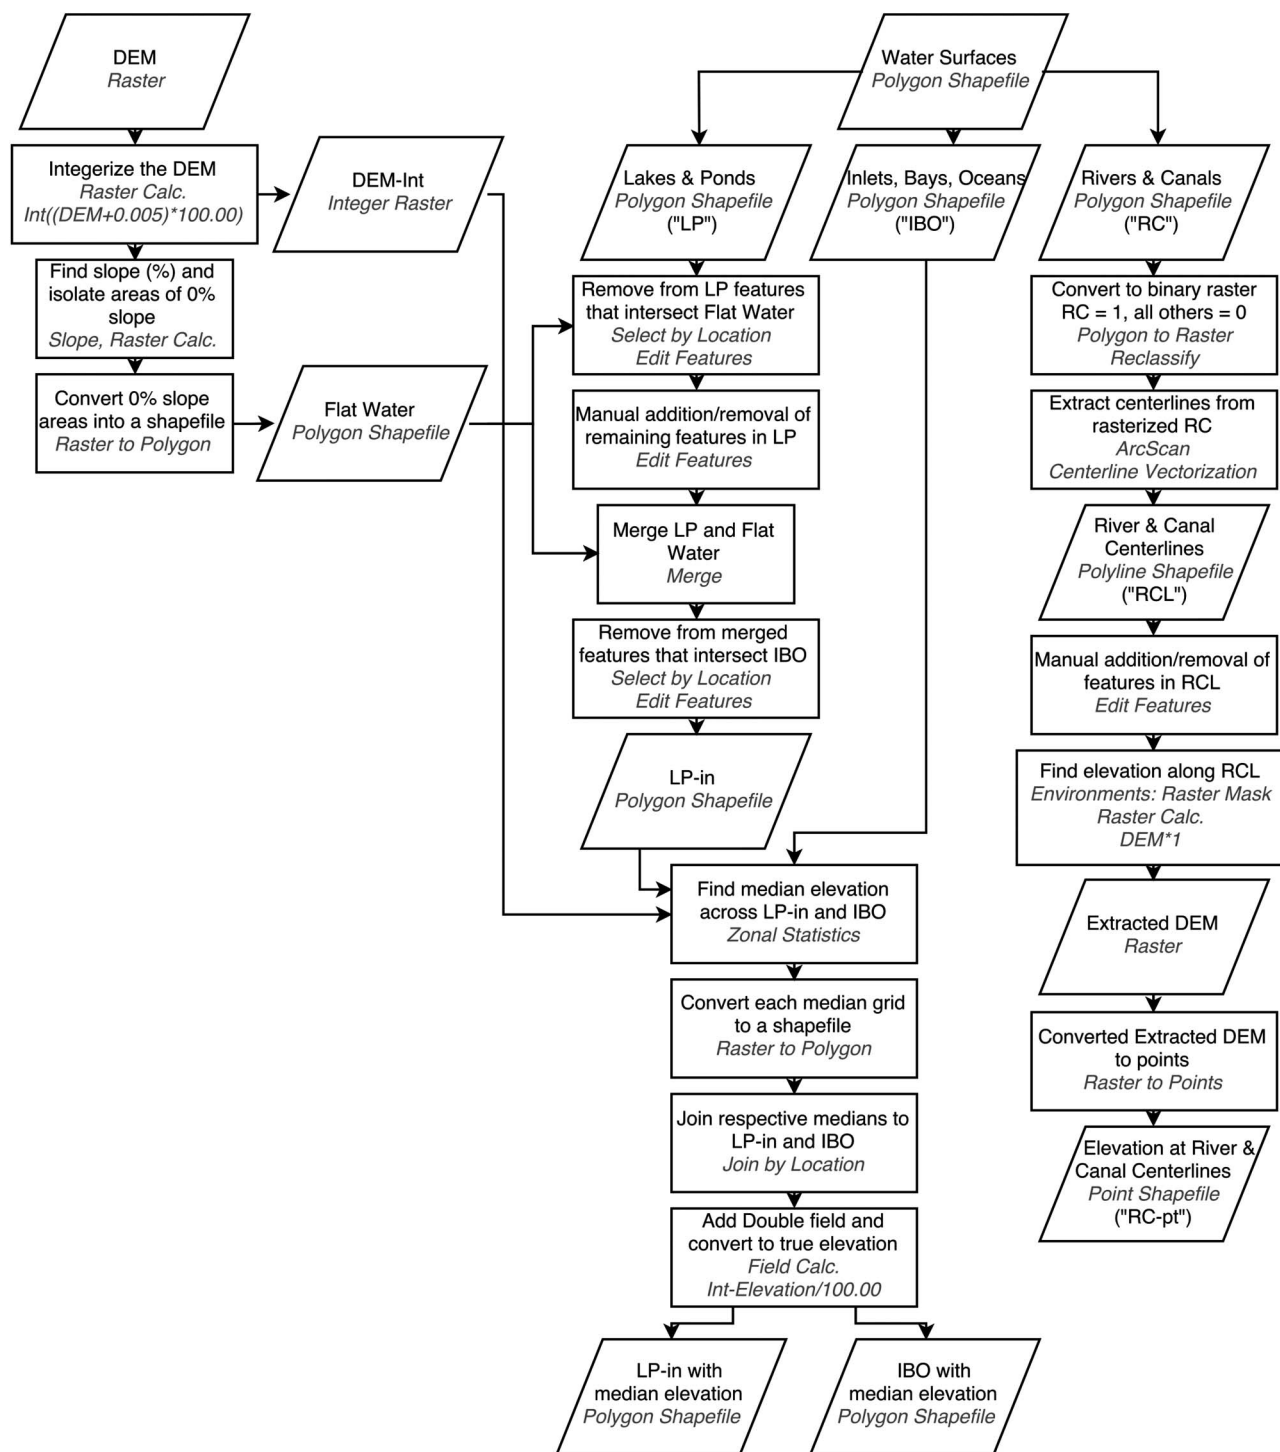 DEM
Raster
Integerize the DEM
Raster Calc.
Int((DEM+0.005)*100.00)
DEM-Int
Integer Raster
Find slope (%) and
isolate areas of 0%
slope
Slope, Raster Calc.
Convert 0% slope
areas into a shapefile
Raster to Polygon
Flat Water
Polygon Shapefile
Water Surfaces
Polygon Shapefile
Lakes & Ponds
Polygon Shapefile
("LP")
Inlets, Bays, Oceans
Polygon Shapefile
("IBO")
Rivers & Canals
Polygon Shapefile
("RC")
Remove from LP features
that intersect Flat Water
Select by Location
Edit Features
Manual addition/removal of
remaining features in LP
Edit Features
Merge LP and Flat
Water
Merge
Remove from merged
features that intersect IBO
Select by Location
Edit Features
LP-in
Polygon Shapefile
Find median elevation
across LP-in and IBO
Zonal Statistics
Convert each median grid
to a shapefile
Raster to Polygon
Join respective medians to
LP-in and IBO
Join by Location
Add Double field and
convert to true elevation
Field Calc.
Int-Elevation/100.00
LP-in with
median elevation
Polygon Shapefile
IBO with
median elevation
Polygon Shapefile
Convert to binary raster
RC = 1, all others = 0
Polygon to Raster
Reclassify
Extract centerlines from
rasterized RC
ArcScan
Centerline Vectorization
River & Canal
Centerlines
Polyline Shapefile
("RCL")
Manual addition/removal of
features in RCL
Edit Features
Find elevation along RCL
Environments: Raster Mask
Raster Calc.
DEM*1
Extracted DEM
Raster
Converted Extracted DEM
to points
Raster to Points
Elevation at River &
Canal Centerlines
Point Shapefile
("RC-pt")